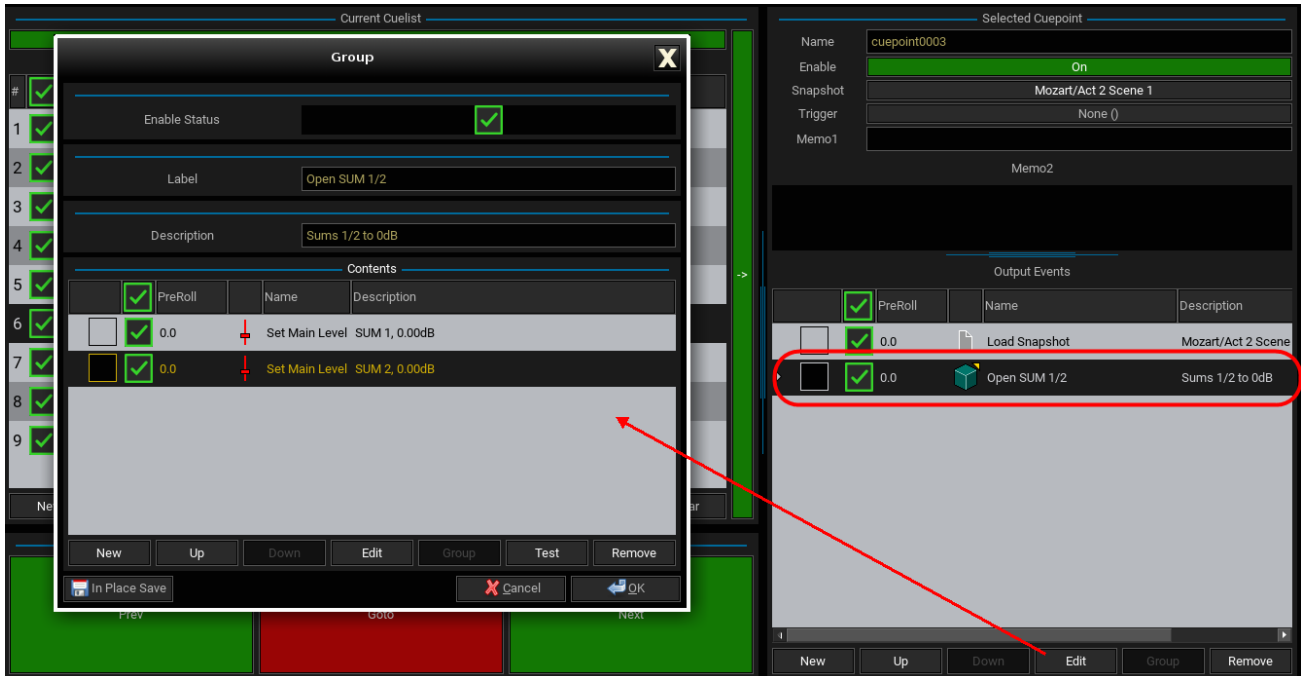 Current Cuelist
#
1
2
3
4
5
6
7
8
9
->
Ne
ar
Prev
Goto
Next
Group
X
Enable Status
Label
Open SUM 1/2
Description
Sums 1/2 to 0dB
Contents
PreRoll Name Description
0.0 Set Main Level SUM 1, 0.00dB
0.0 Set Main Level SUM 2, 0.00dB
New Up Down Edit Group Test Remove
In Place Save Cancel OK
Selected Cuepoint
Name cuepoint0003
Enable On
Snapshot Mozart/Act 2 Scene 1
Trigger None ()
Memo1
Memo2
Output Events
PreRoll Name Description
0.0 Load Snapshot Mozart/Act 2 Scene
0.0 Open SUM 1/2 Sums 1/2 to 0dB
New Up Down Edit Group Remove